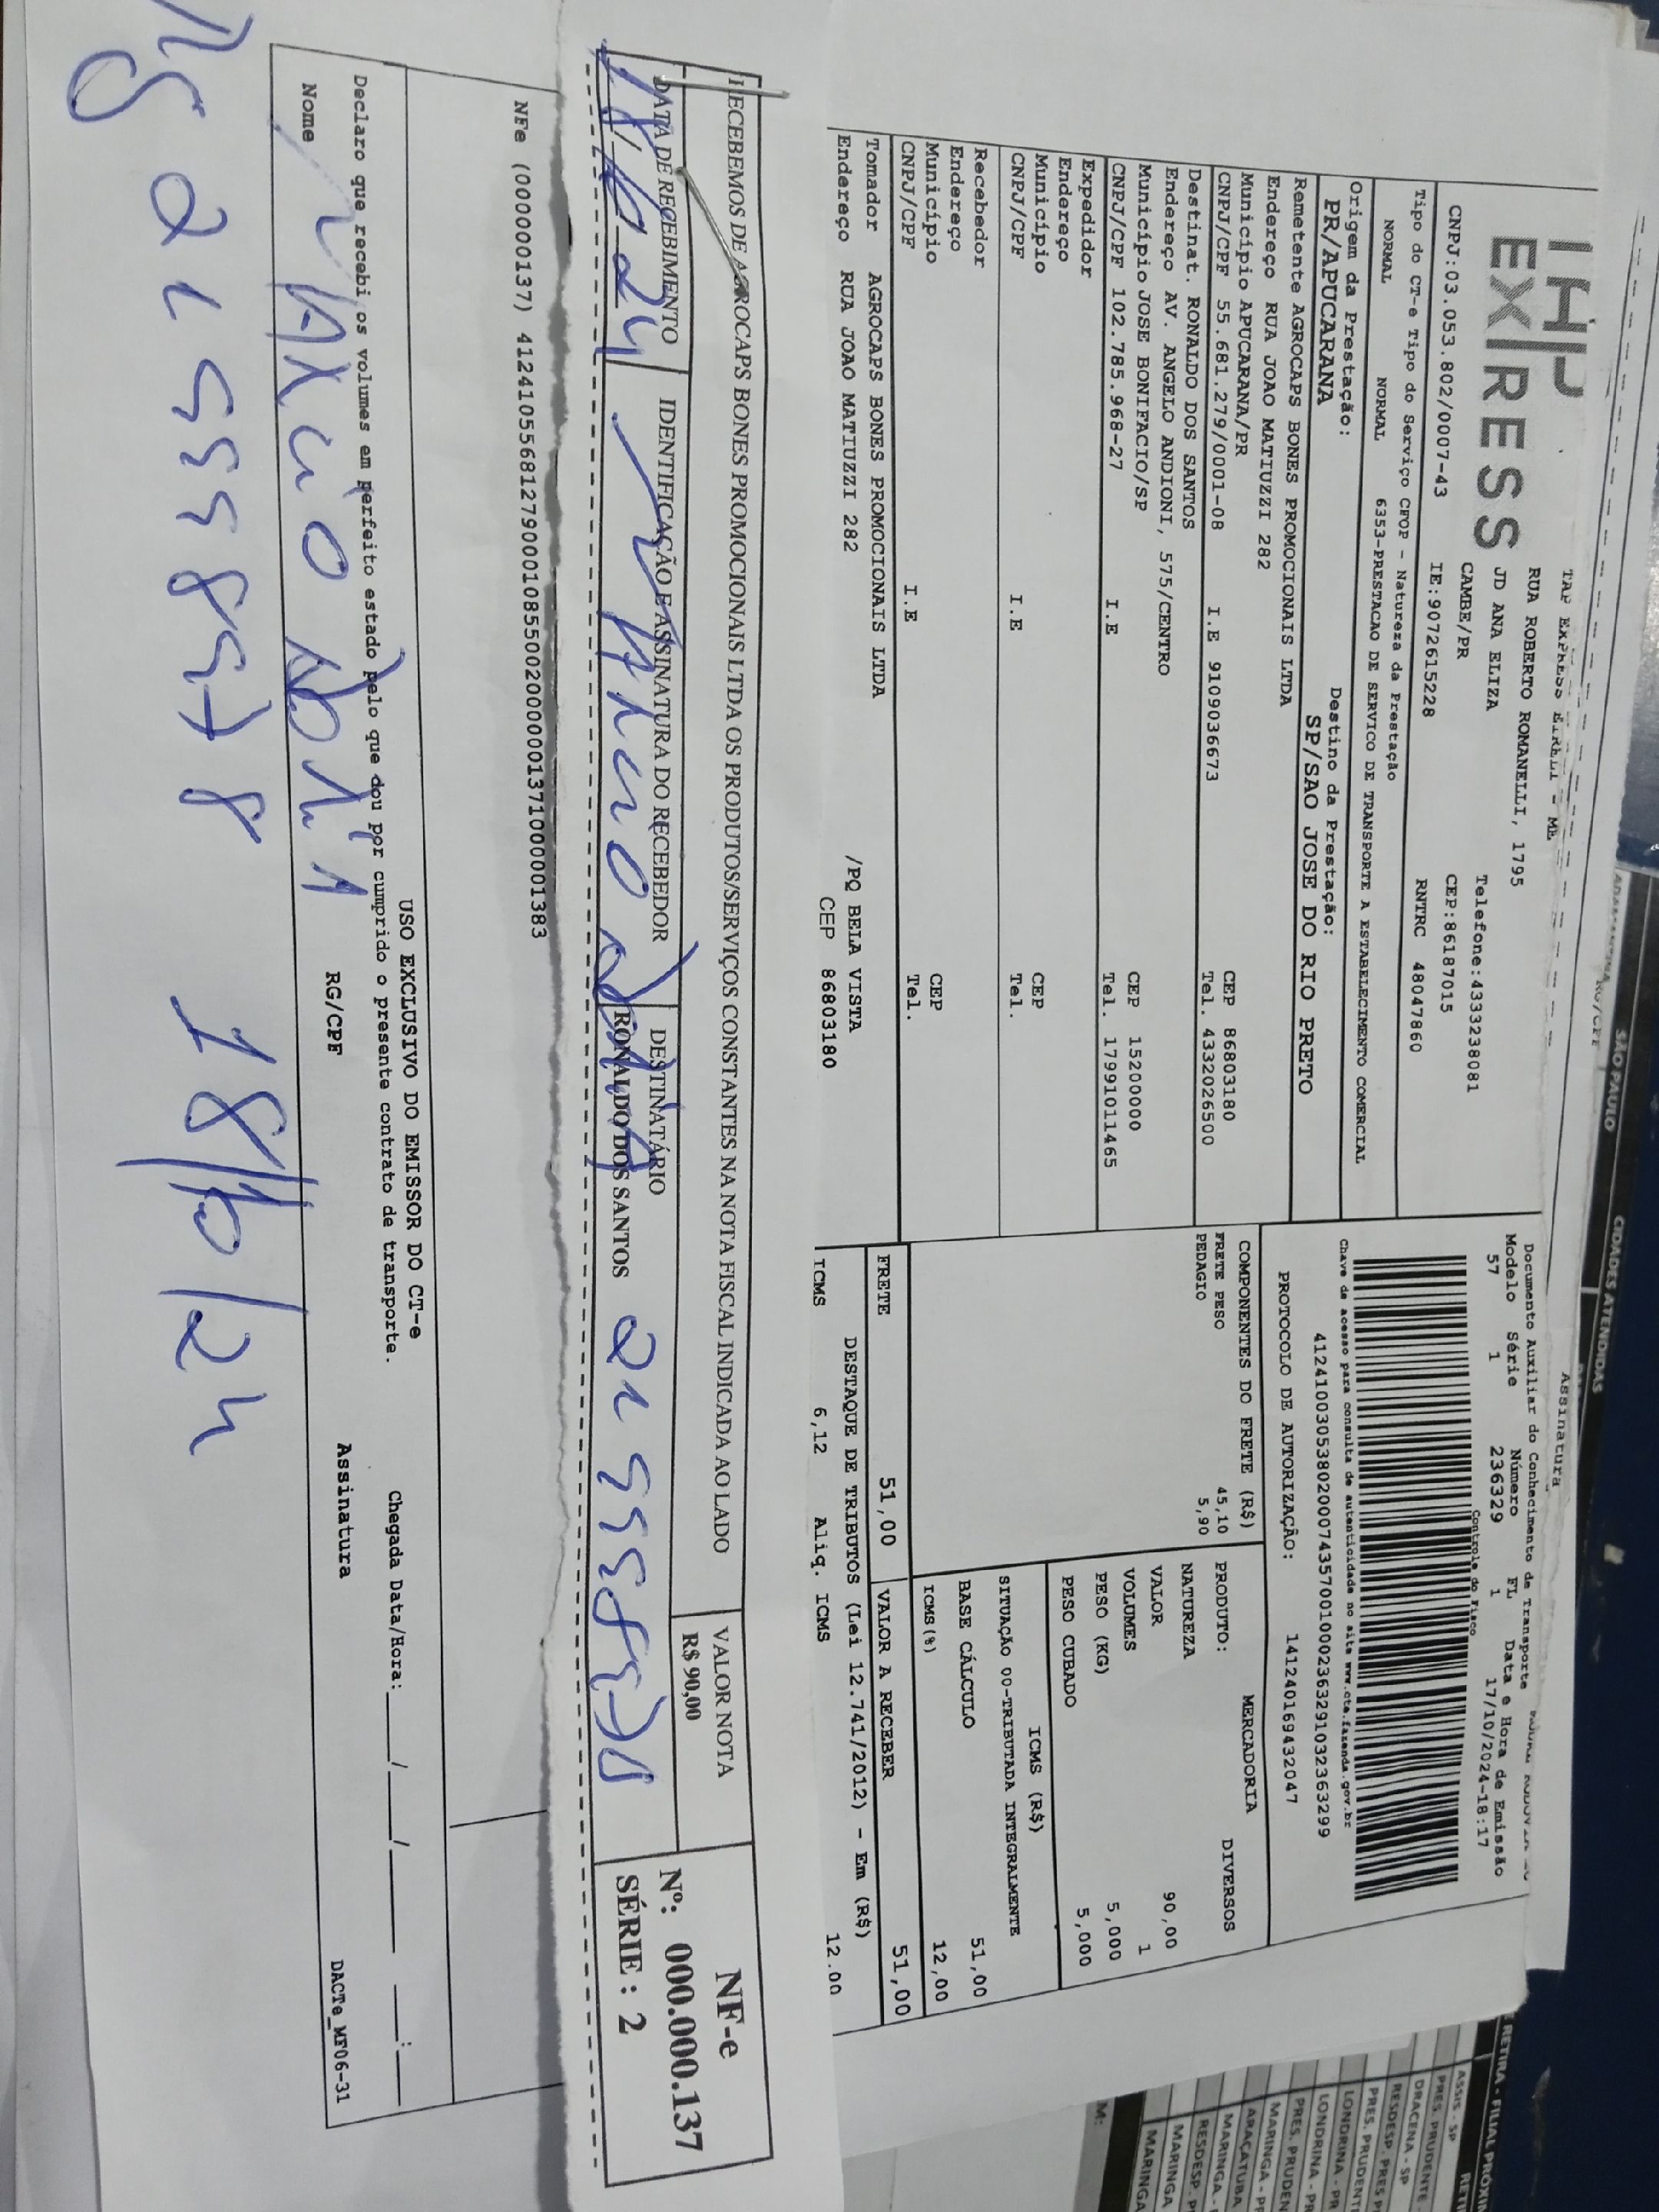 EXPRESS
TAP EXPRESS EIRELI - ME
RUA ROBERTO ROMANELLI, 1795
JD ANA ELIZA Telefone:43332238081
CAMBE/PR CEP:86187015
CNPJ:03.053.802/0007-43 IE:9072615228 RNTRC 48047860
Tipo do CT-e Tipo do Serviço CFOP - Natureza da Prestação
NORMAL NORMAL 6353-PRESTACAO DE SERVICO DE TRANSPORTE A ESTABELECIMENTO COMERCIAL
Origem da Prestação: Destino da Prestação:
PR/APUCARANA SP/SAO JOSE DO RIO PRETO
Remetente AGROCAPS BONES PROMOCIONAIS LTDA
Endereço RUA JOAO MATIUZZI 282
Município APUCARANA/PR CEP 86803180
CNPJ/CPF 55.681.279/0001-08 I.E 9109036673 Tel. 4332026500
Destinat. RONALDO DOS SANTOS
Endereço AV. ANGELO ANDIONI, 575/CENTRO
Município JOSE BONIFACIO/SP CEP 15200000
CNPJ/CPF 102.785.968-27 I.E Tel. 17991011465
Expedidor
Endereço
Município CEP
CNPJ/CPF I.E Tel.
Recebedor
Endereço
Município CEP
CNPJ/CPF I.E Tel.
Tomador AGROCAPS BONES PROMOCIONAIS LTDA
Endereço RUA JOAO MATIUZZI 282 /PQ BELA VISTA
CEP 86803180
Assinatura
Documento Auxiliar do Conhecimento de Transporte
Modelo Série Número FL Data e Hora de Emissão
57 1 236329 1 17/10/2024-18:17
Controle do Fisco
Chave de acesso para consulta de autenticidade no site www.cte.fazenda.gov.br
41241003053802000743570010002363291032363299
PROTOCOLO DE AUTORIZAÇÃO: 141240169432047
COMPONENTES DO FRETE (R$)
FRETE PESO 45,10
PEDAGIO 5,90
MERCADORIA
PRODUTO: DIVERSOS
NATUREZA
VALOR 90,00
VOLUMES 1
PESO (KG) 5,000
PESO CUBADO 5,000
ICMS (R$)
SITUAÇÃO 00-TRIBUTADA INTEGRALMENTE
BASE CÁLCULO 51,00
ICMS(%) 12,00
FRETE 51,00 VALOR A RECEBER 51,00
DESTAQUE DE TRIBUTOS (Lei 12.741/2012) - Em (R$)
ICMS 6,12 Aliq. ICMS 12.00
RECEBEMOS DE AGROCAPS BONES PROMOCIONAIS LTDA OS PRODUTOS/SERVIÇOS CONSTANTES NA NOTA FISCAL INDICADA AO LADO
DATA DE RECEBIMENTO IDENTIFICAÇÃO E ASSINATURA DO RECEBEDOR DESTINATÁRIO VALOR NOTA
18/10 24 RONALDO DOS SANTOS R$ 90,00
NF-e
Nº: 000.000.137
SÉRIE : 2
NFe (000000137) 41241055681279000108550020000001371000001383
USO EXCLUSIVO DO EMISSOR DO CT-e
Declaro que recebi os volumes em perfeito estado pelo que dou por cumprido o presente contrato de transporte. Chegada Data/Hora:____/____/____ ___:___
Nome RG/CPF Assinatura DACTe_MF06-31
18/10/24